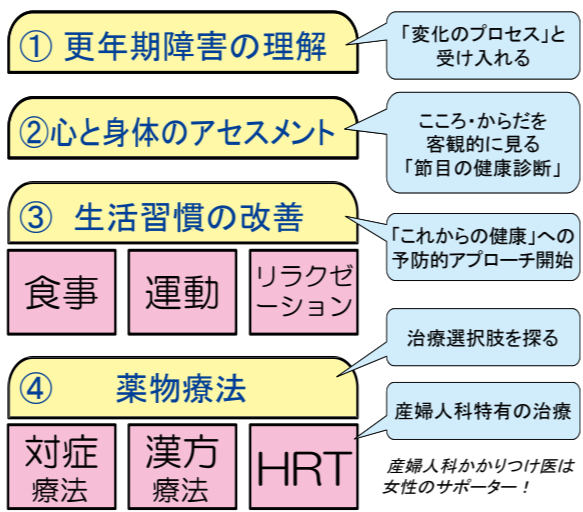 ① 更年期障害の理解
「変化のプロセス」と
受け入れる
②心と身体のアセスメント
こころ・からだを
客観的に見る
「節目の健康診断」
③ 生活習慣の改善
「これからの健康」への
予防的アプローチ開始
食事
運動
リラクゼ
ーション
治療選択肢を探る
④ 薬物療法
産婦人科特有の治療
対症
療法
漢方
療法
HRT
産婦人科かかりつけ医は
女性のサポーター！